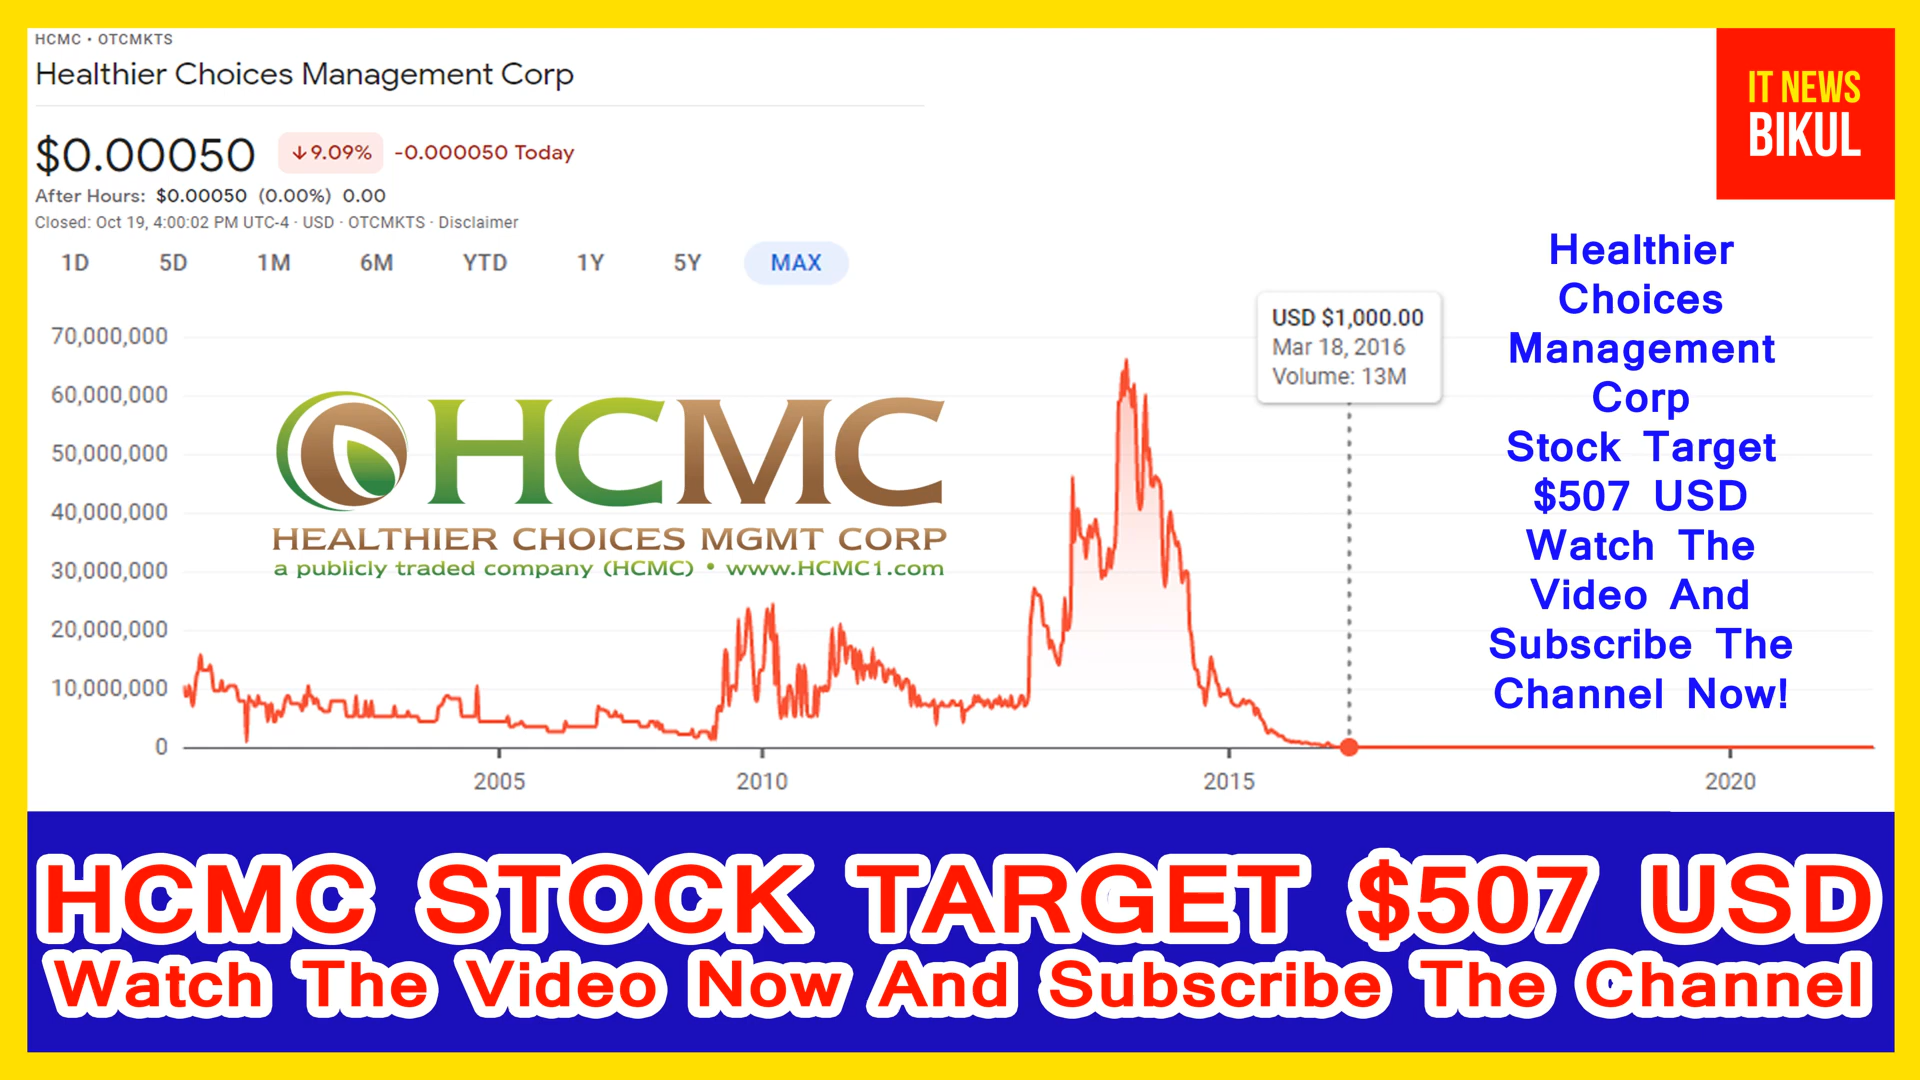 HCMC • OTCMKTS
Healthier Choices Management Corp
$0.00050 ↓9.09% -0.000050 Today
After Hours: $0.00050 (0.00%) 0.00
Closed: Oct 19, 4:00:02 PM UTC-4 · USD · OTCMKTS · Disclaimer
1D 5D 1M 6M YTD 1Y 5Y MAX
IT NEWS
BIKUL
USD $1,000.00
Mar 18, 2016
Volume: 13M
70,000,000
60,000,000
50,000,000
40,000,000
30,000,000
20,000,000
10,000,000
0
2005 2010 2015 2020
HCMC
HEALTHIER CHOICES MGMT CORP
a publicly traded company (HCMC) • www.HCMC1.com
Healthier
Choices
Management
Corp
Stock Target
$507 USD
Watch The
Video And
Subscribe The
Channel Now!
HCMC STOCK TARGET $507 USD
Watch The Video Now And Subscribe The Channel